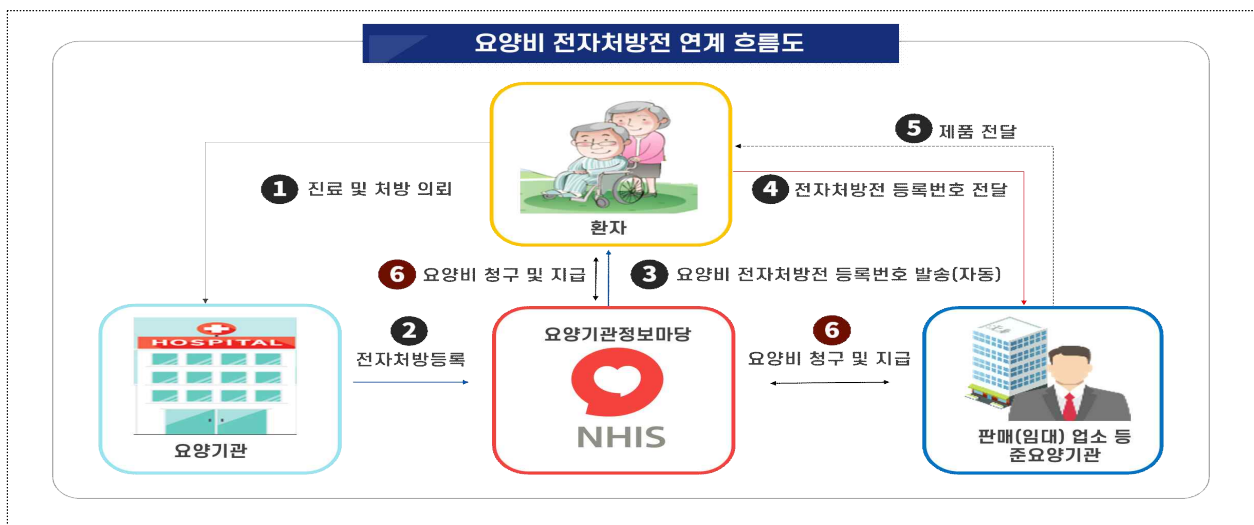 요양비 전자처방전 연계 흐름도
5 제품 전달
1 진료 및 처방 의뢰
4 전자처방전 등록번호 전달
환자
6 요양비 청구 및 지급
3 요양비 전자처방전 등록번호 발송(자동)
HOSPITAL
요양기관
2
전자처방등록
요양기관정보마당
NHIS
6
요양비 청구 및 지급
판매(임대) 업소 등
준요양기관